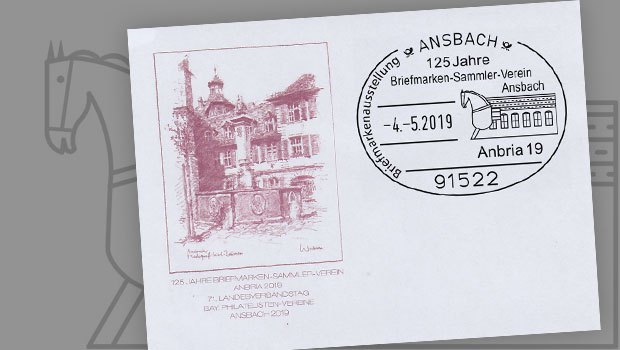 ANSBACH
125 Jahre
Briefmarken-Sammler-Verein
Ansbach
Briefmarkenausstellung
-4.-5.2019
Anbria 19
91522
125 JAHRE BRIEFMARKEN-SAMMLER-VEREIN
ANBRIA 2019
71. LANDESVERBANDSTAG
BAY. PHILATELISTEN-VEREINE
ANSBACH 2019